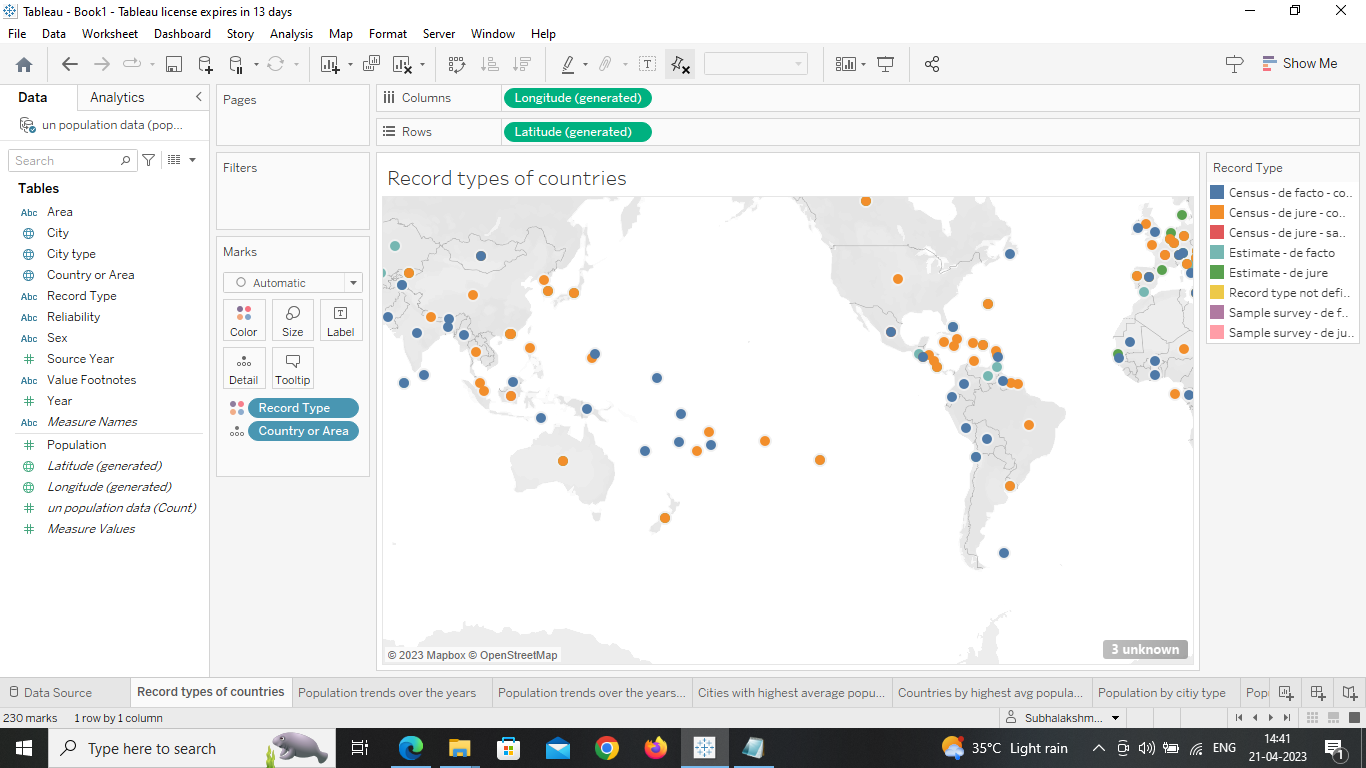 Tableau - Book1 - Tableau license expires in 13 days
File Data Worksheet Dashboard Story Analysis Map Format Server Window Help
Show Me
Data Analytics
un population data (pop...
Search
Tables
Abc Area
City
City type
Country or Area
Abc Record Type
Abc Reliability
Abc Sex
Source Year
Abc Value Footnotes
Year
Abc Measure Names
Population
Latitude (generated)
Longitude (generated)
un population data (Count)
Measure Values
Pages
Filters
Marks
Automatic
Color Size Label
Detail Tooltip
Record Type
Country or Area
Columns Longitude (generated)
Rows Latitude (generated)
Record types of countries
© 2023 Mapbox © OpenStreetMap
3 unknown
Record Type
Census - de facto - co..
Census - de jure - co...
Census - de jure - sa...
Estimate - de facto
Estimate - de jure
Record type not defi..
Sample survey - de f..
Sample survey - de ju..
Data Source Record types of countries Population trends over the years Population trends over the years... Cities with highest average popu... Countries by highest avg popula... Population by citiy type Popu
230 marks 1 row by 1 column Subhalakshm...
Type here to search 35°C Light rain ENG 14:41
21-04-2023 1